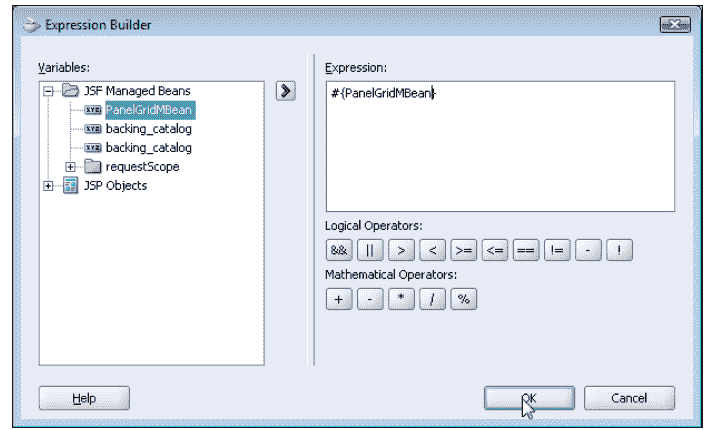 Expression Builder
Variables:
JSF Managed Beans
PanelGridMBean
backing_catalog
backing_catalog
requestScope
JSP Objects
Expression:
#{PanelGridMBean}
Logical Operators:
&& || > < >= <= == != - !
Mathematical Operators:
+ - * / %
Help
OK
Cancel